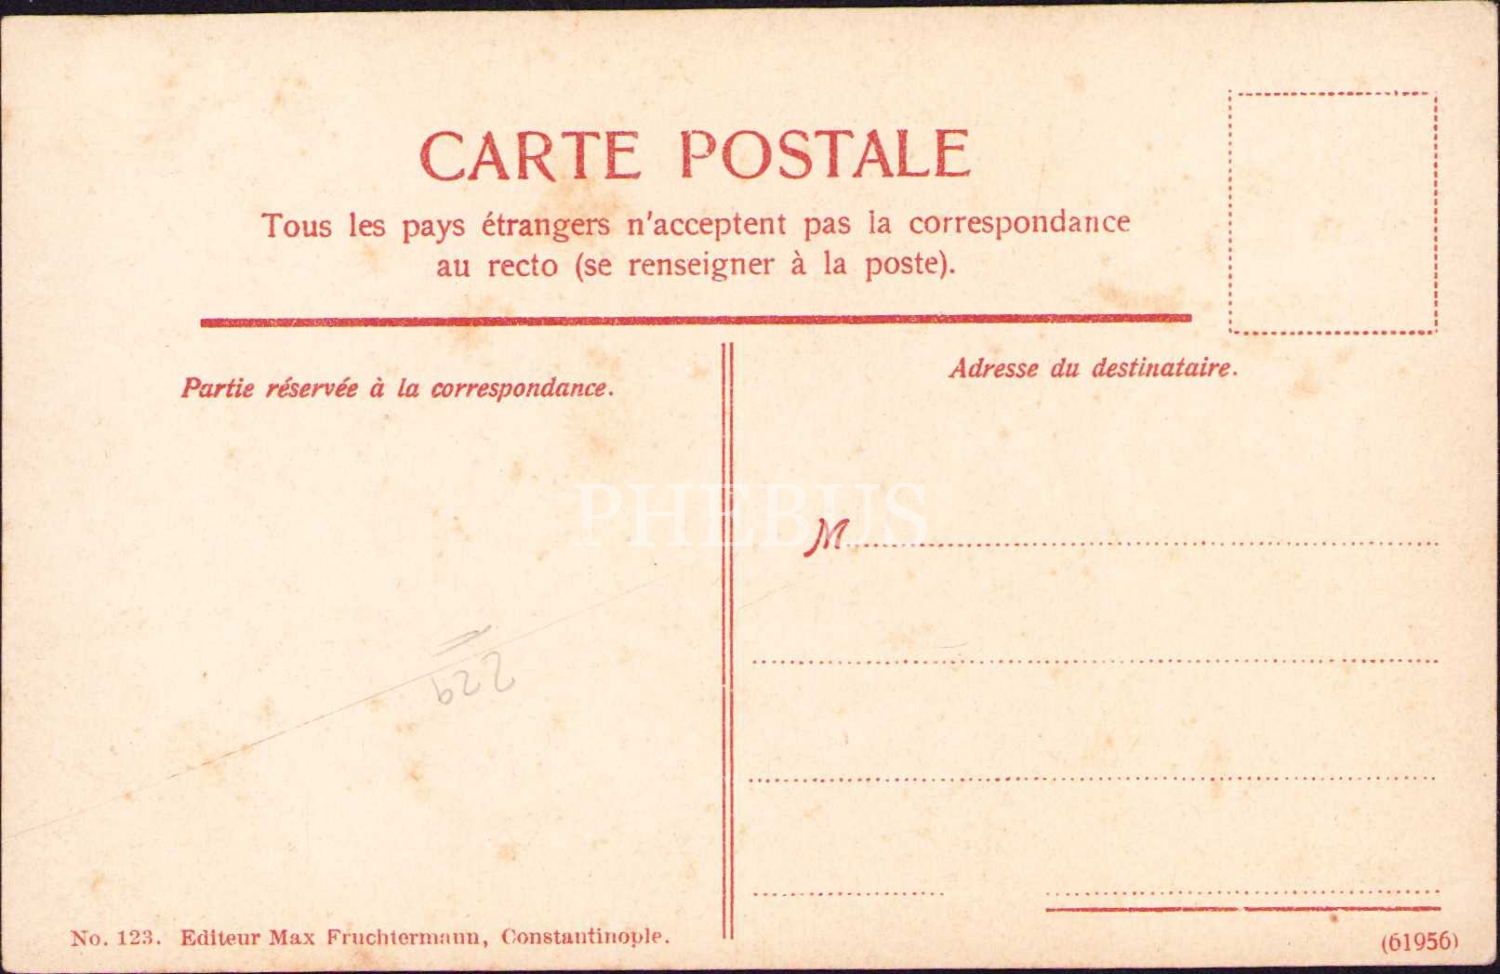 CARTE POSTALE
Tous les pays étrangers n'acceptent pas la correspondance
au recto (se renseigner à la poste).
Partie réservée à la correspondance.
Adresse du destinataire.
PHEBUS
M
229
No. 123. Editeur Max Fruchtermann, Constantinople.
(61956)